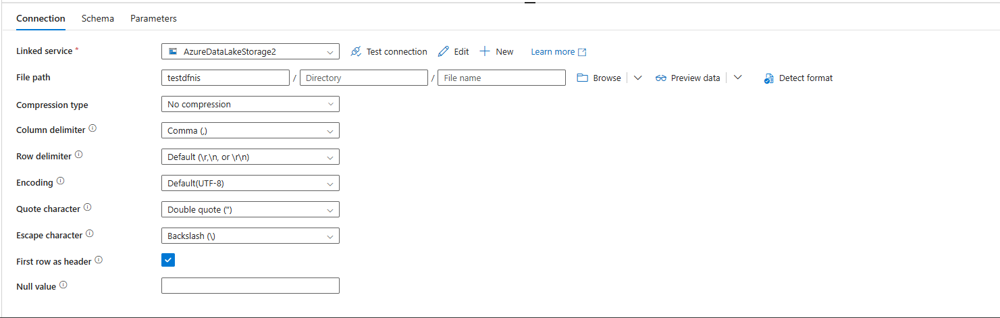 Connection Schema Parameters
Linked service * AzureDataLakeStorage2 Test connection Edit New Learn more
File path testdfnis / Directory / File name Browse Preview data Detect format
Compression type No compression
Column delimiter Comma (,)
Row delimiter Default (\r,\n, or \r\n)
Encoding Default(UTF-8)
Quote character Double quote (")
Escape character Backslash (\)
First row as header
Null value